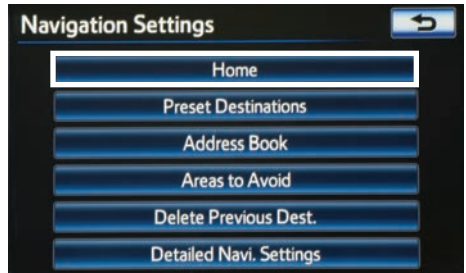 Navigation Settings
Home
Preset Destinations
Address Book
Areas to Avoid
Delete Previous Dest.
Detailed Navi. Settings